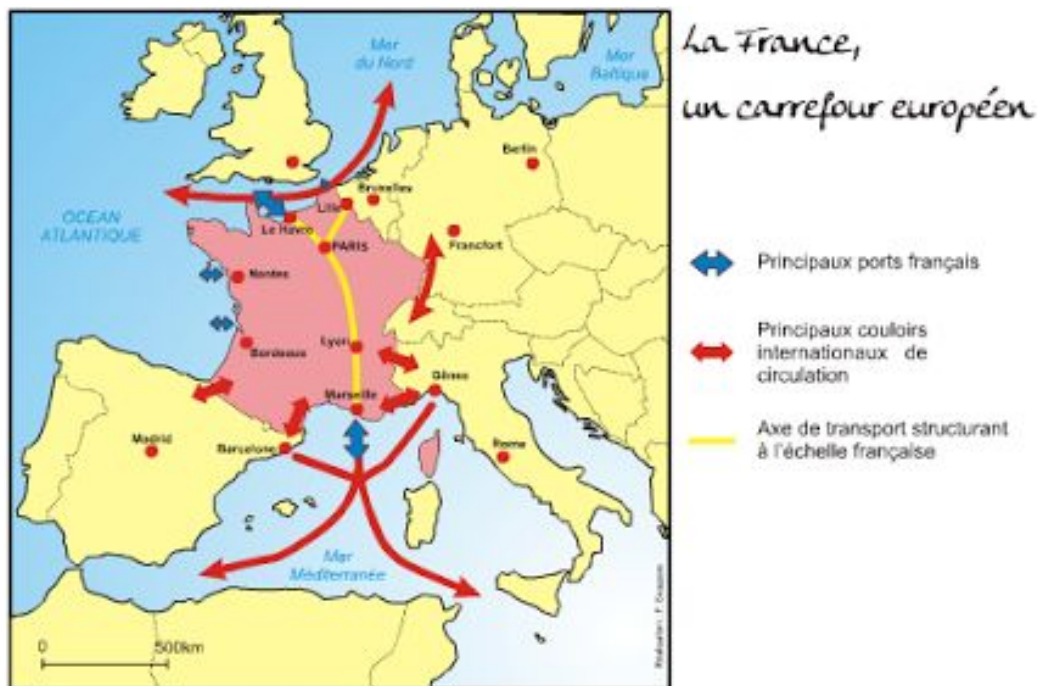 La France,
un carrefour européen
Mer
du Nord
Mer
Baltique
Berlin
Bruxelles
Lille
OCEAN
ATLANTIQUE
Le Havre
PARIS
Francfort
Nantes
Lyon
Bordeaux
Gênes
Marseille
Madrid
Barcelone
Rome
Mer
Méditerranée
0 500km
Principaux ports français
Principaux couloirs
internationaux de
circulation
Axe de transport structurant
à l'échelle française